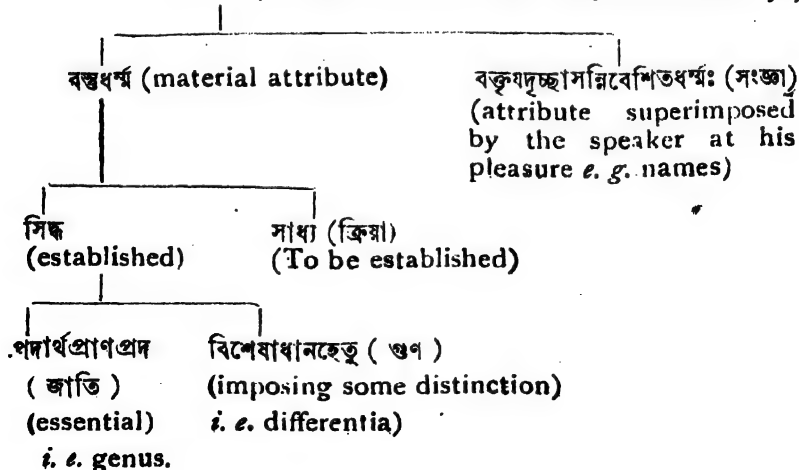 বস্তুধর্ম্ম (material attribute)
বক্তৃযদৃচ্ছাসন্নিবেশিতধর্ম্মঃ (সংজ্ঞা)
(attribute superimposed
by the speaker at his
pleasure e. g. names)
সিদ্ধ
(established)
সাধ্য (ক্রিয়া)
(To be established)
পদার্থপ্রাণপ্রদ
( জাতি )
(essential)
i. e. genus.
বিশেষাধানহেতু ( গুণ )
(imposing some distinction)
i. e. differentia)